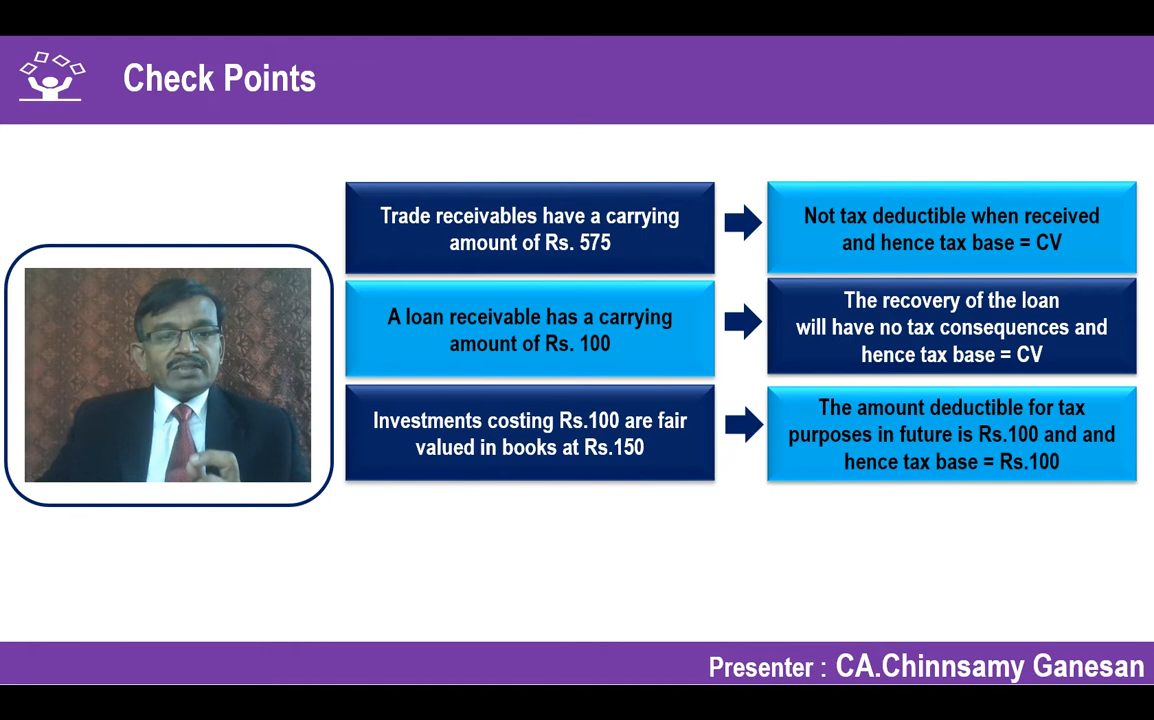 Check Points
Trade receivables have a carrying
amount of Rs. 575
Not tax deductible when received
and hence tax base = CV
A loan receivable has a carrying
amount of Rs. 100
The recovery of the loan
will have no tax consequences and
hence tax base = CV
Investments costing Rs.100 are fair
valued in books at Rs.150
The amount deductible for tax
purposes in future is Rs.100 and and
hence tax base = Rs.100
Presenter : CA.Chinnsamy Ganesan